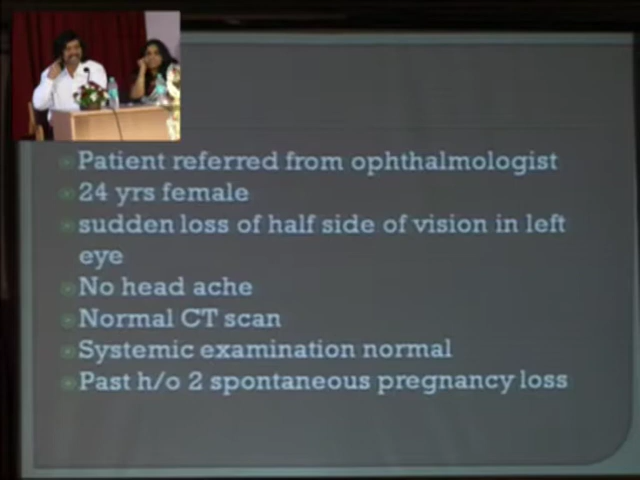 Patient referred from ophthalmologist
24 yrs female
sudden loss of half side of vision in left
eye
No head ache
Normal CT scan
Systemic examination normal
Past h/o 2 spontaneous pregnancy loss